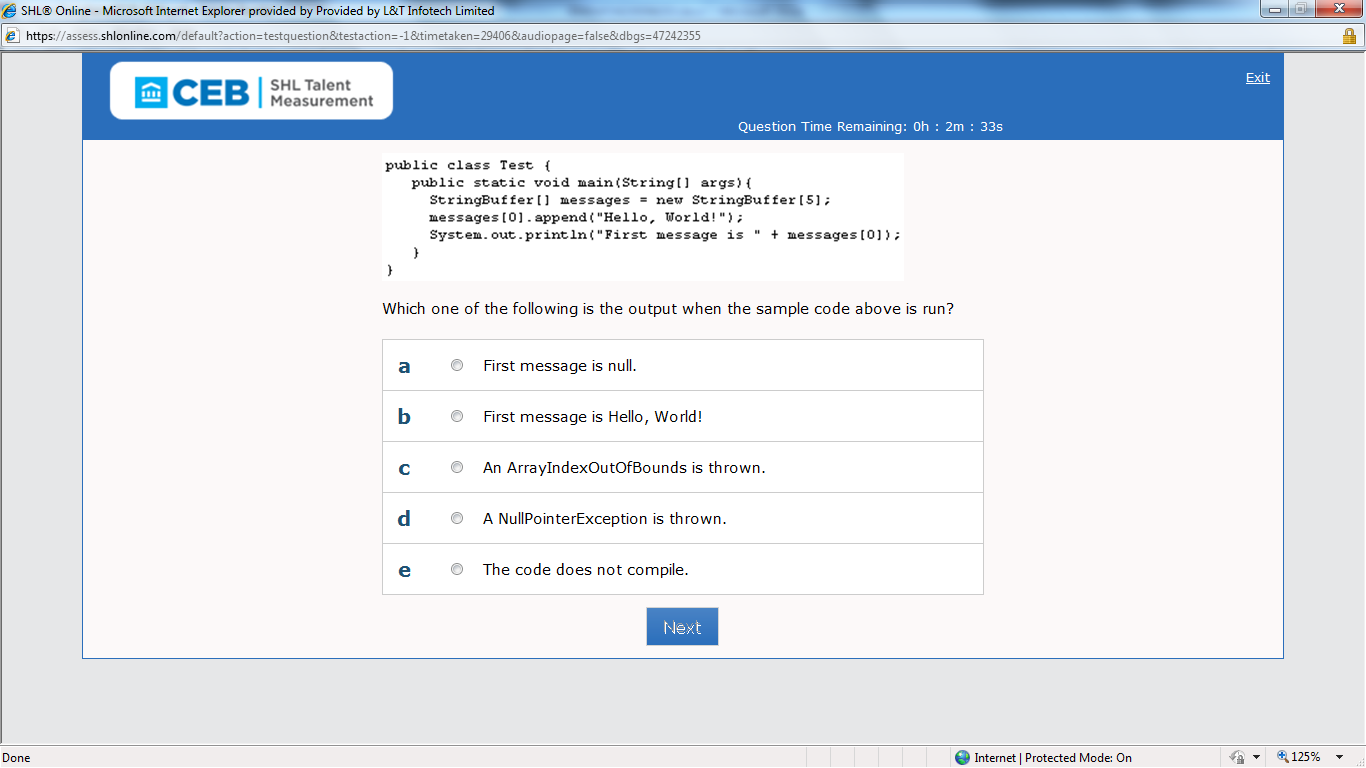 SHL® Online - Microsoft Internet Explorer provided by Provided by L&T Infotech Limited
https://assess.shlonline.com/default?action=testquestion&testaction=-1&timetaken=29406&audiopage=false&dbgs=47242355
CEB SHL Talent Measurement
Exit
Question Time Remaining: 0h : 2m : 33s
public class Test {
public static void main(String[] args){
StringBuffer[] messages = new StringBuffer[5];
messages[0].append("Hello, World!");
System.out.println("First message is " + messages[0]);
}
}
Which one of the following is the output when the sample code above is run?
a First message is null.
b First message is Hello, World!
c An ArrayIndexOutOfBounds is thrown.
d A NullPointerException is thrown.
e The code does not compile.
Next
Done Internet | Protected Mode: On 125%